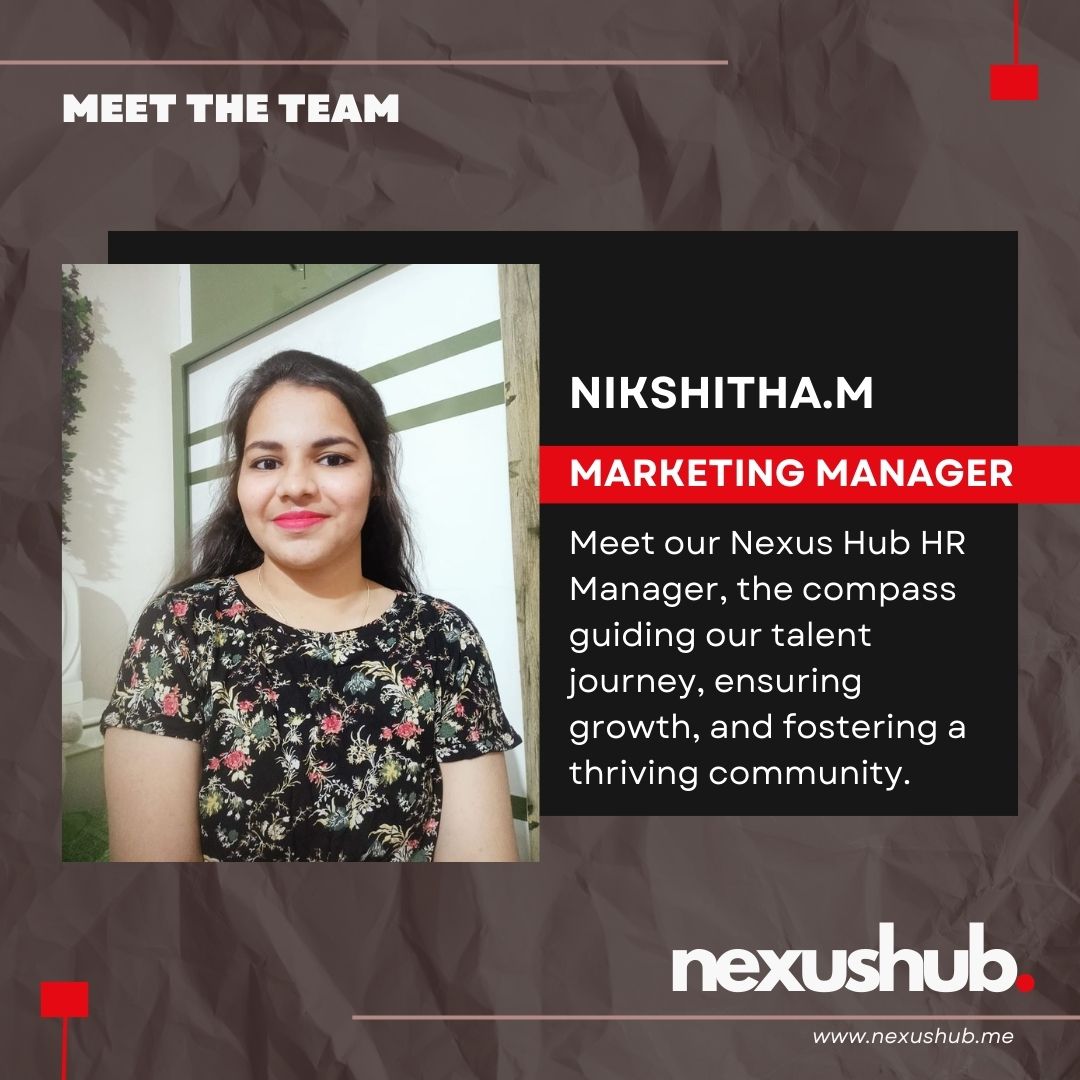 MEET THE TEAM
NIKSHITHA.M
MARKETING MANAGER
Meet our Nexus Hub HR
Manager, the compass
guiding our talent
journey, ensuring
growth, and fostering a
thriving community.
nexushub.
www.nexushub.me